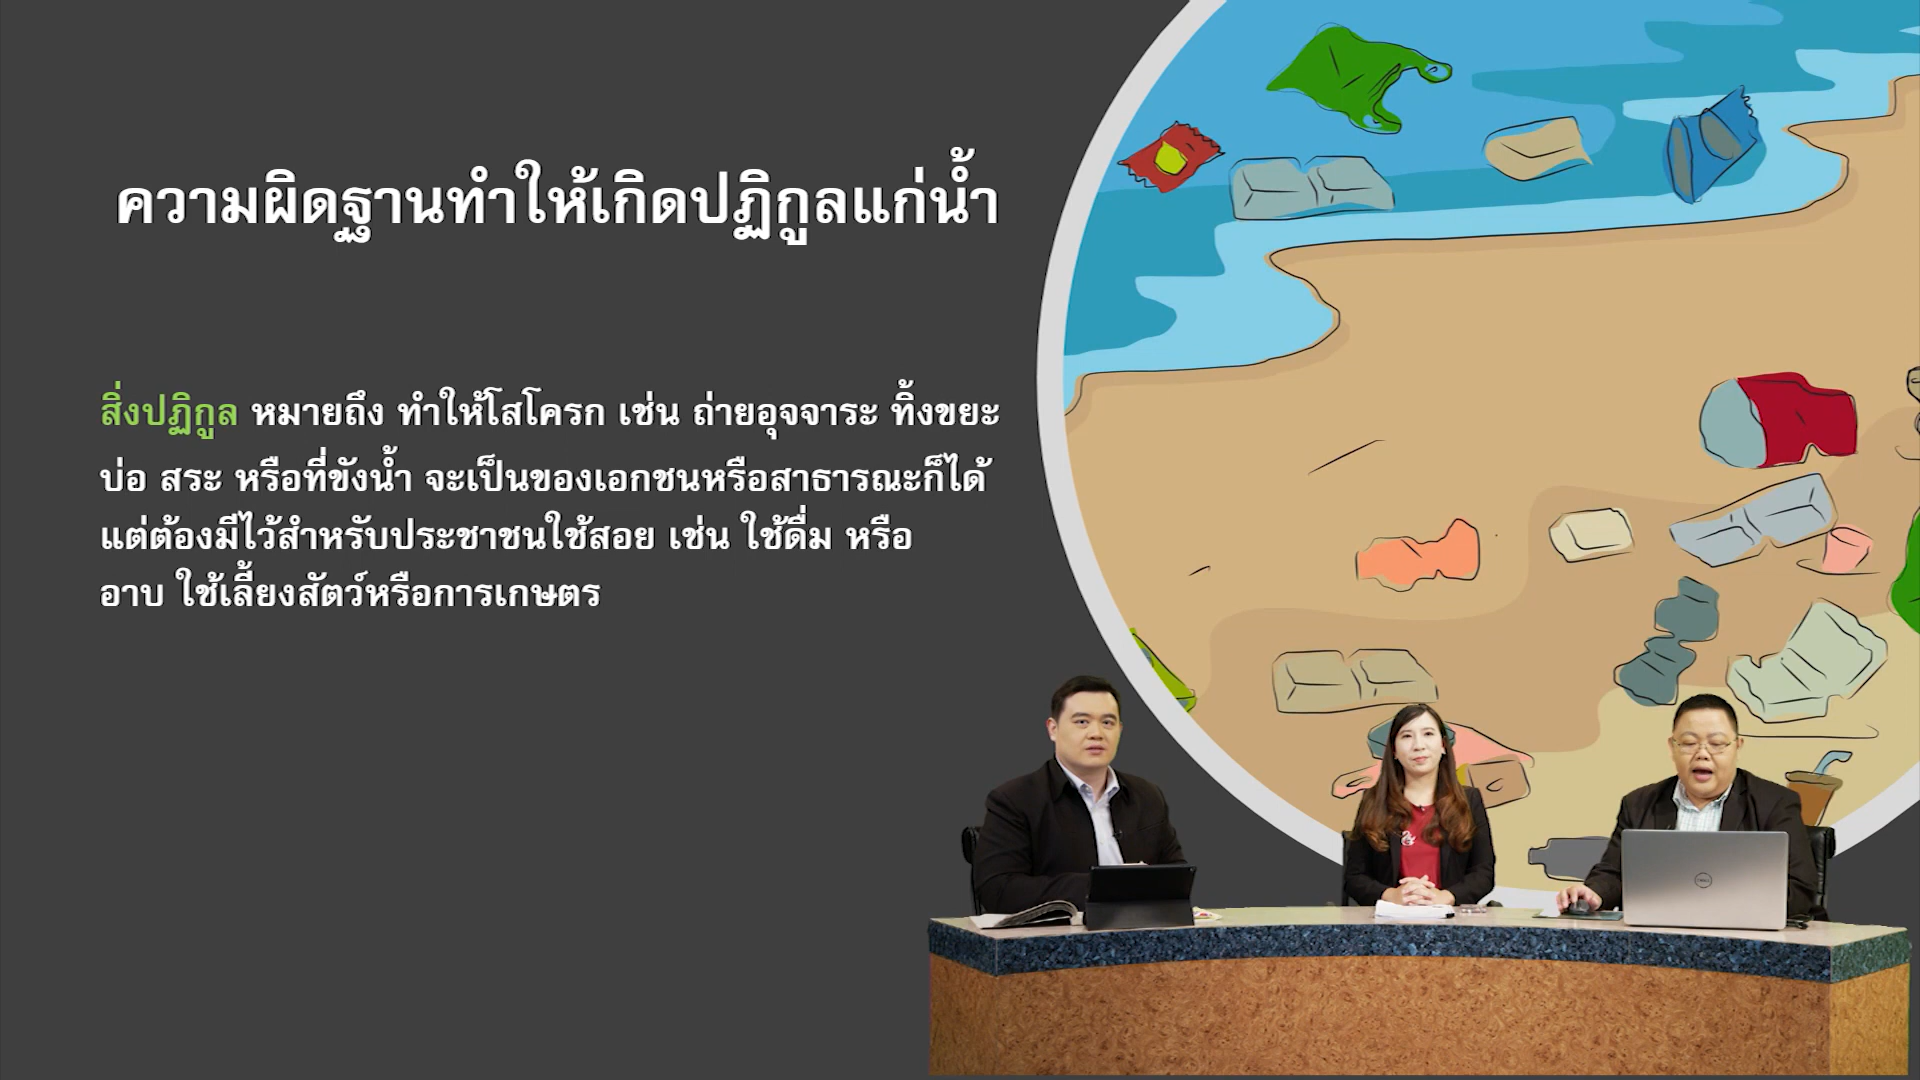 ความผิดฐานทำให้เกิดปฏิกูลแก่น้ำ
สิ่งปฏิกูล หมายถึง ทำให้โสโครก เช่น ถ่ายอุจจาระ ทิ้งขยะ
บ่อ สระ หรือที่ขังน้ำ จะเป็นของเอกชนหรือสาธารณะก็ได้
แต่ต้องมีไว้สำหรับประชาชนใช้สอย เช่น ใช้ดื่ม หรือ
อาบ ใช้เลี้ยงสัตว์หรือการเกษตร